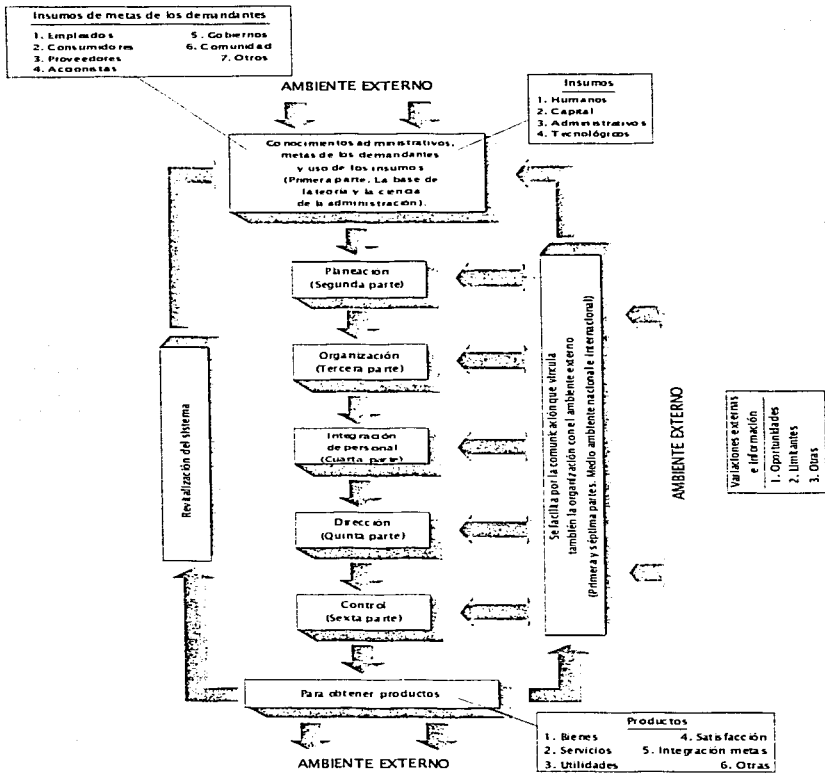 Insumos de metas de los demandantes
1. Empleados
2. Consumidores
3. Proveedores
4. Accionistas
5. Gobiernos
6. Comunidad
7. Otros
AMBIENTE EXTERNO
Insumos
1. Humanos
2. Capital
3. Administrativos
4. Tecnológicos
Conocimientos administrativos,
metas de los demandantes
y uso de los insumos
(Primera parte. La base de
la teoría y la ciencia
de la administración).
Planeación
(Segunda parte)
Organización
(Tercera parte)
Integración
de personal
(Cuarta parte)
Dirección
(Quinta parte)
Control
(Sexta parte)
Para obtener productos
Revitalización del sistema
Se facilita por la comunicación que vincula
también la organización con el ambiente externo
(Primera y séptima partes. Medio ambiente nacional e internacional)
AMBIENTE EXTERNO
Variaciones externas
e información
1. Oportunidades
2. Limitantes
3. Otras
Productos
1. Bienes
2. Servicios
3. Utilidades
4. Satisfacción
5. Integración metas
6. Otras
AMBIENTE EXTERNO